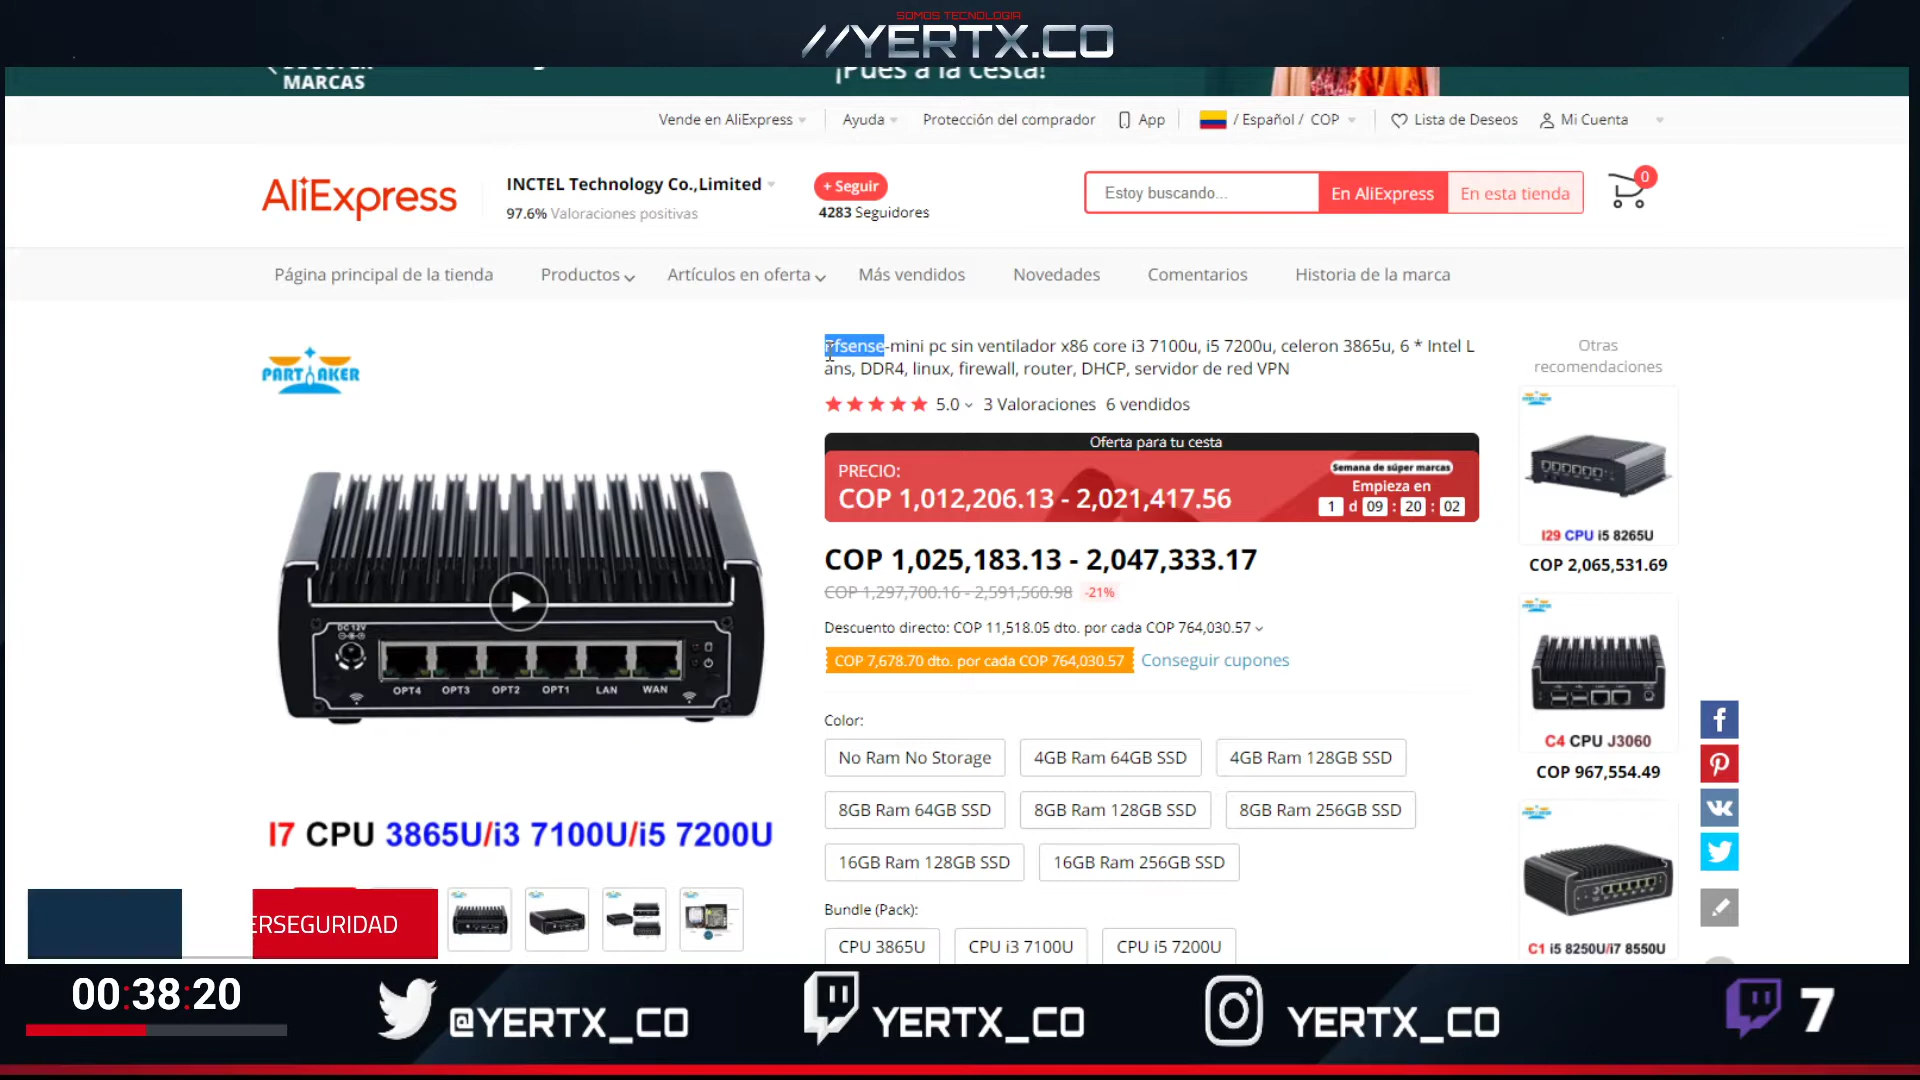 SOMOS TECNOLOGIA
//YERTX.CO
MARCAS
¡Pues a la cesta!
Vende en AliExpress
Ayuda
Protección del comprador
App
/ Español / COP
Lista de Deseos
Mi Cuenta
AliExpress
INCTEL Technology Co.,Limited
97.6% Valoraciones positivas
+ Seguir
4283 Seguidores
Estoy buscando...
En AliExpress
En esta tienda
0
Página principal de la tienda
Productos
Artículos en oferta
Más vendidos
Novedades
Comentarios
Historia de la marca
PARTAKER
DC 12V
OPT4 OPT3 OPT2 OPT1 LAN WAN
I7 CPU 3865U/i3 7100U/i5 7200U
Pfsense-mini pc sin ventilador x86 core i3 7100u, i5 7200u, celeron 3865u, 6 * Intel L
ans, DDR4, linux, firewall, router, DHCP, servidor de red VPN
5.0 3 Valoraciones 6 vendidos
Oferta para tu cesta
PRECIO:
COP 1,012,206.13 - 2,021,417.56
Semana de súper marcas
Empieza en
1 d 09 : 20 : 02
COP 1,025,183.13 - 2,047,333.17
COP 1,297,700.16 - 2,591,560.98 -21%
Descuento directo: COP 11,518.05 dto. por cada COP 764,030.57
COP 7,678.70 dto. por cada COP 764,030.57 Conseguir cupones
Color:
No Ram No Storage
4GB Ram 64GB SSD
4GB Ram 128GB SSD
8GB Ram 64GB SSD
8GB Ram 128GB SSD
8GB Ram 256GB SSD
16GB Ram 128GB SSD
16GB Ram 256GB SSD
Bundle (Pack):
CPU 3865U
CPU i3 7100U
CPU i5 7200U
Otras
recomendaciones
I29 CPU i5 8265U
COP 2,065,531.69
C4 CPU J3060
COP 967,554.49
C1 i5 8250U/i7 8550U
ERSEGURIDAD
00:38:20
@YERTX_CO
YERTX_CO
YERTX_CO
7